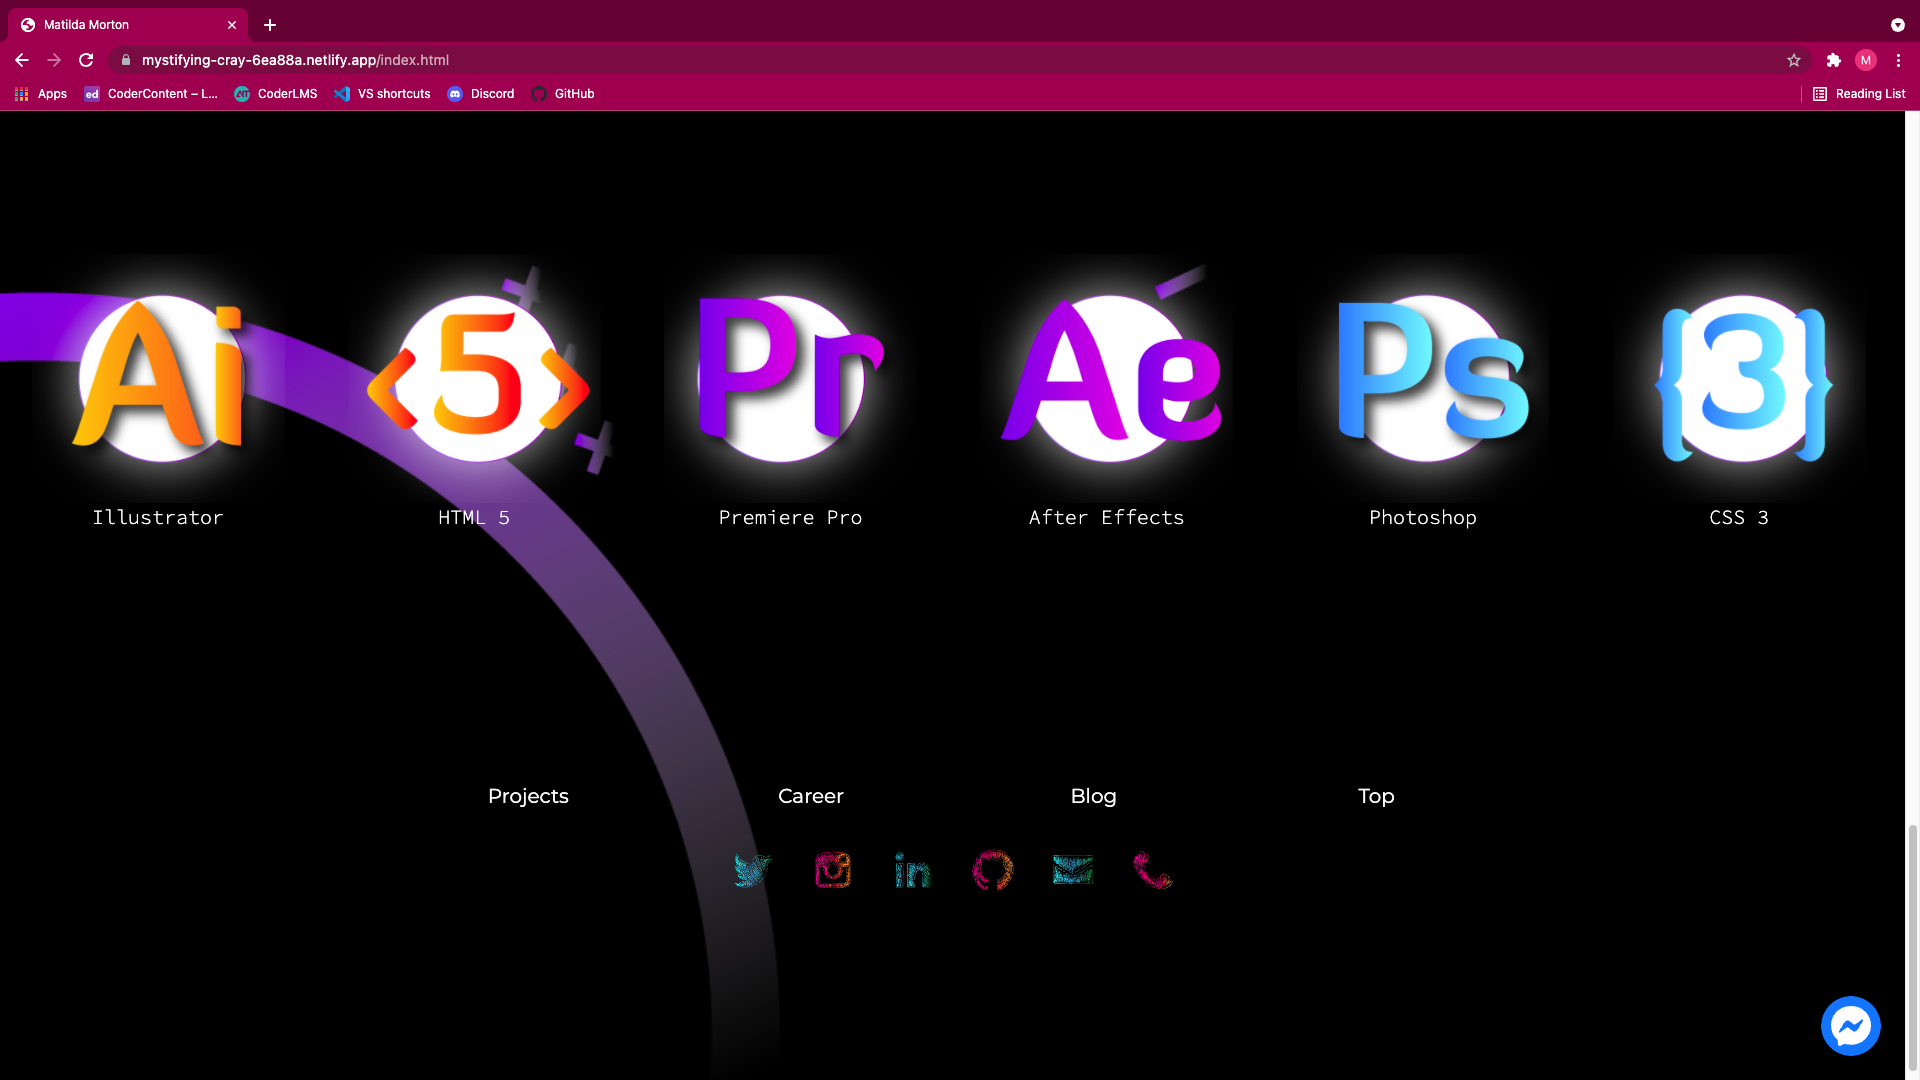 Matilda Morton
mystifying-cray-6ea88a.netlify.app/index.html
M
Apps
ed
CoderContent – L...
CoderLMS
VS shortcuts
Discord
GitHub
Reading List
Ai
<5>
Pr
Ae
Ps
{3}
Illustrator
HTML 5
Premiere Pro
After Effects
Photoshop
CSS 3
Projects
Career
Blog
Top
in